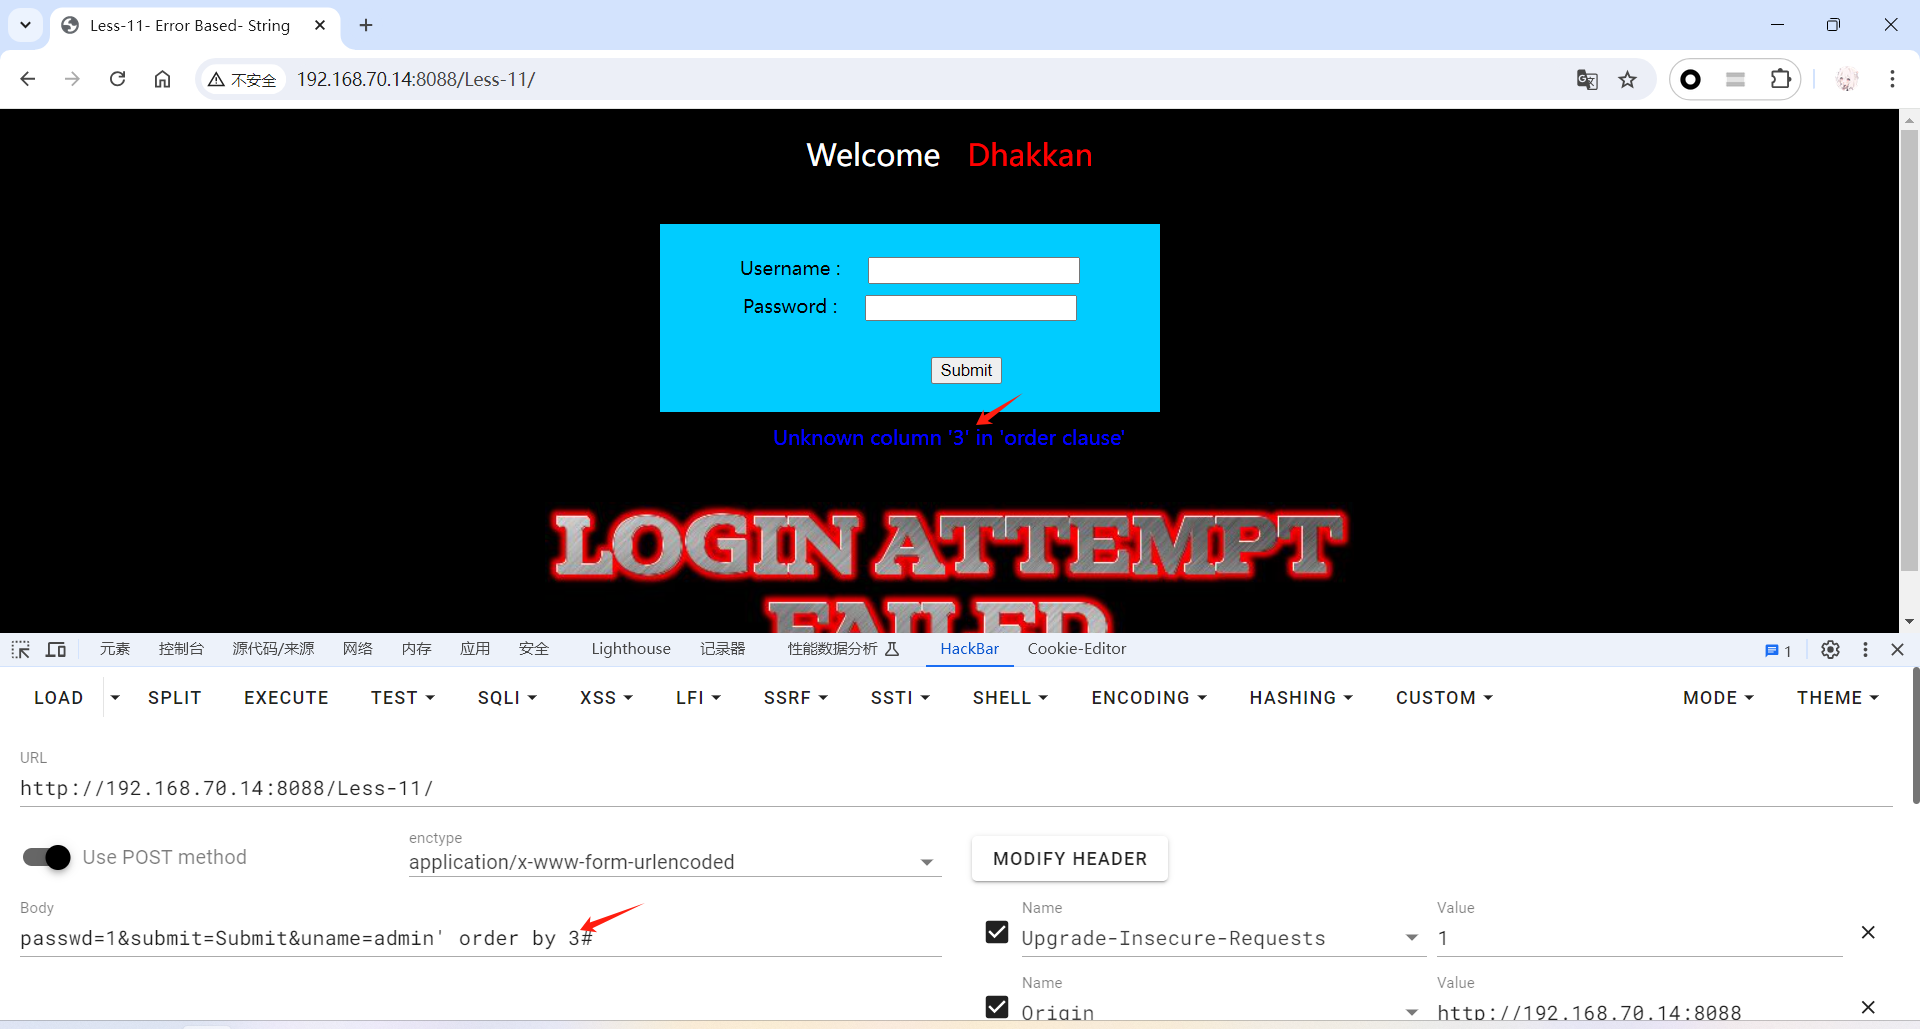 Less-11- Error Based- String
不安全 192.168.70.14:8088/Less-11/
Welcome Dhakkan
Username :
Password :
Submit
Unknown column '3' in 'order clause'
LOGIN ATTEMPT
FAILED
元素 控制台 源代码/来源 网络 内存 应用 安全 Lighthouse 记录器 性能数据分析 HackBar Cookie-Editor 1
LOAD SPLIT EXECUTE TEST SQLI XSS LFI SSRF SSTI SHELL ENCODING HASHING CUSTOM MODE THEME
URL
http://192.168.70.14:8088/Less-11/
Use POST method
enctype
application/x-www-form-urlencoded
MODIFY HEADER
Body
passwd=1&submit=Submit&uname=admin' order by 3#
Name Value
Upgrade-Insecure-Requests 1
Name Value
Origin http://192.168.70.14:8088